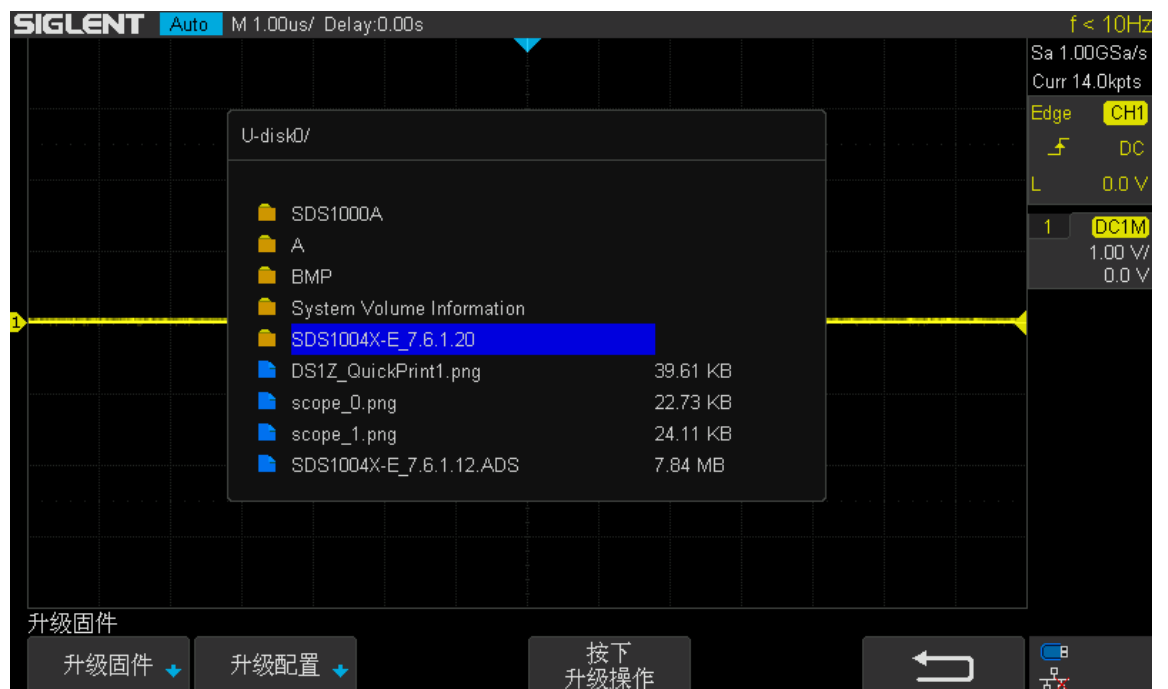 SIGLENT Auto M 1.00us/ Delay:0.00s f < 10Hz
Sa 1.00GSa/s
Curr 14.0kpts
Edge CH1
DC
L 0.0 V
1 DC1M
1.00 V/
0.0 V
U-disk0/
SDS1000A
A
BMP
System Volume Information
SDS1004X-E_7.6.1.20
DS1Z_QuickPrint1.png 39.61 KB
scope_0.png 22.73 KB
scope_1.png 24.11 KB
SDS1004X-E_7.6.1.12.ADS 7.84 MB
1
升级固件
升级固件 升级配置 按下
升级操作